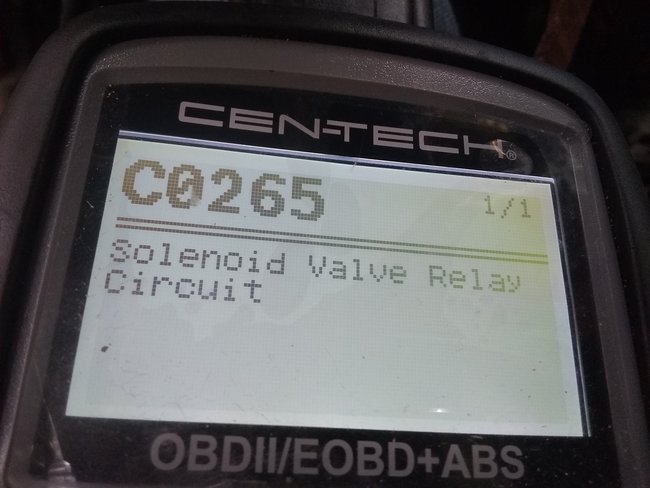 CEN-TECH®
C0265 1/1
Solenoid Valve Relay
Circuit
OBDII/EOBD+ABS